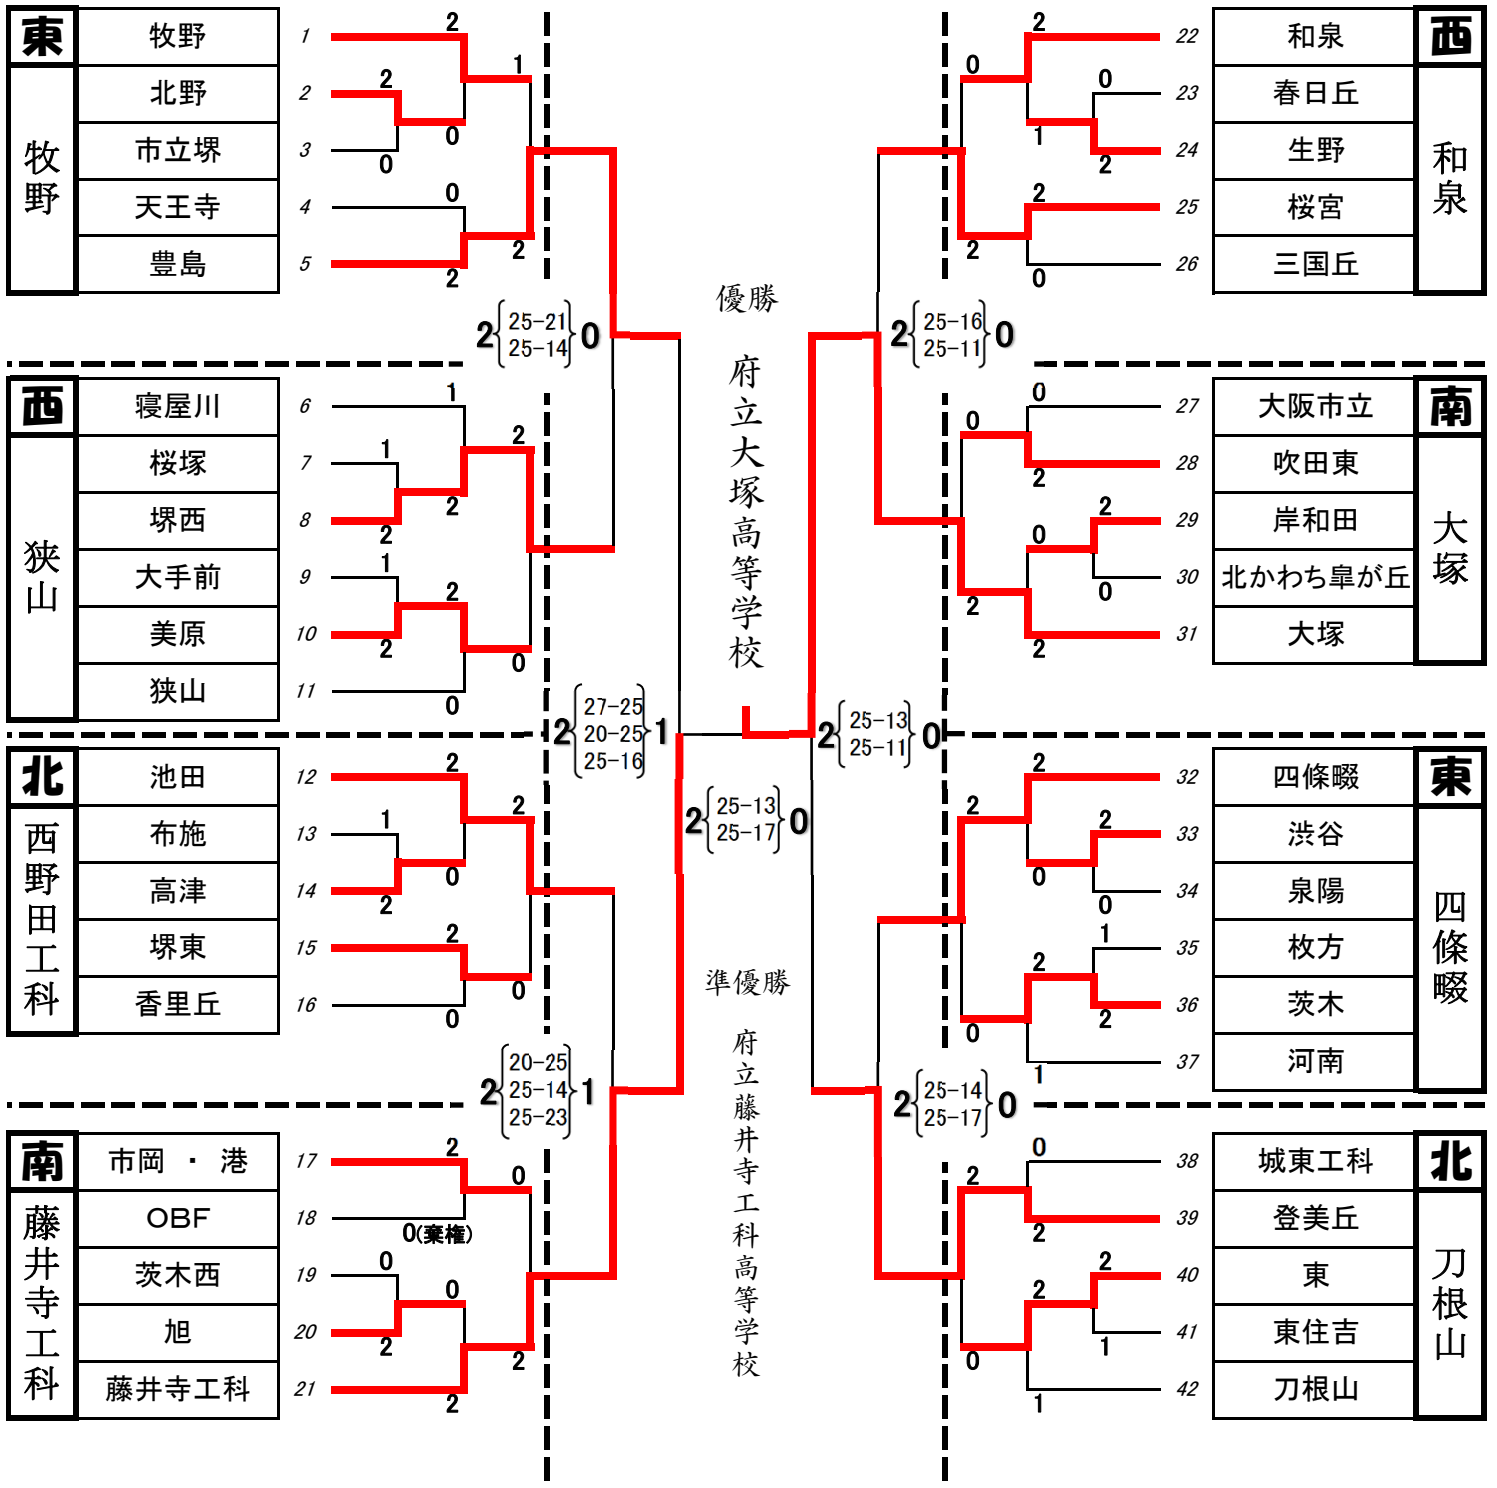 東
牧野
牧野 1
北野 2
市立堺 3
天王寺 4
豊島 5
2
2
0
0
0
2
1
2
2 25-21 0
25-14
西
狭山
寝屋川 6
桜塚 7
堺西 8
大手前 9
美原 10
狭山 11
1
1
2
2
1
2
2
0
2
0
2 27-25 1
20-25
25-16
北
西野田工科
池田 12
布施 13
高津 14
堺東 15
香里丘 16
2
1
2
0
2
0
2
0
2 20-25 1
25-14
25-23
南
藤井寺工科
市岡 ・ 港 17
OBF 18
茨木西 19
旭 20
藤井寺工科 21
2
0(棄権)
0
2
0
2
0
2
優勝
府立大塚高等学校
2 25-13 0
25-17
準優勝
府立藤井寺工科高等学校
西
和泉
22 和泉
23 春日丘
24 生野
25 桜宮
26 三国丘
2
0
2
1
2
0
0
2
2 25-16 0
25-11
南
大塚
27 大阪市立
28 吹田東
29 岸和田
30 北かわち皐が丘
31 大塚
0
2
2
0
0
2
0
2
2 25-13 0
25-11
東
四條畷
32 四條畷
33 渋谷
34 泉陽
35 枚方
36 茨木
37 河南
2
2
0
0
1
2
2
1
2
0
2 25-14 0
25-17
北
刀根山
38 城東工科
39 登美丘
40 東
41 東住吉
42 刀根山
0
2
2
1
2
1
2
0